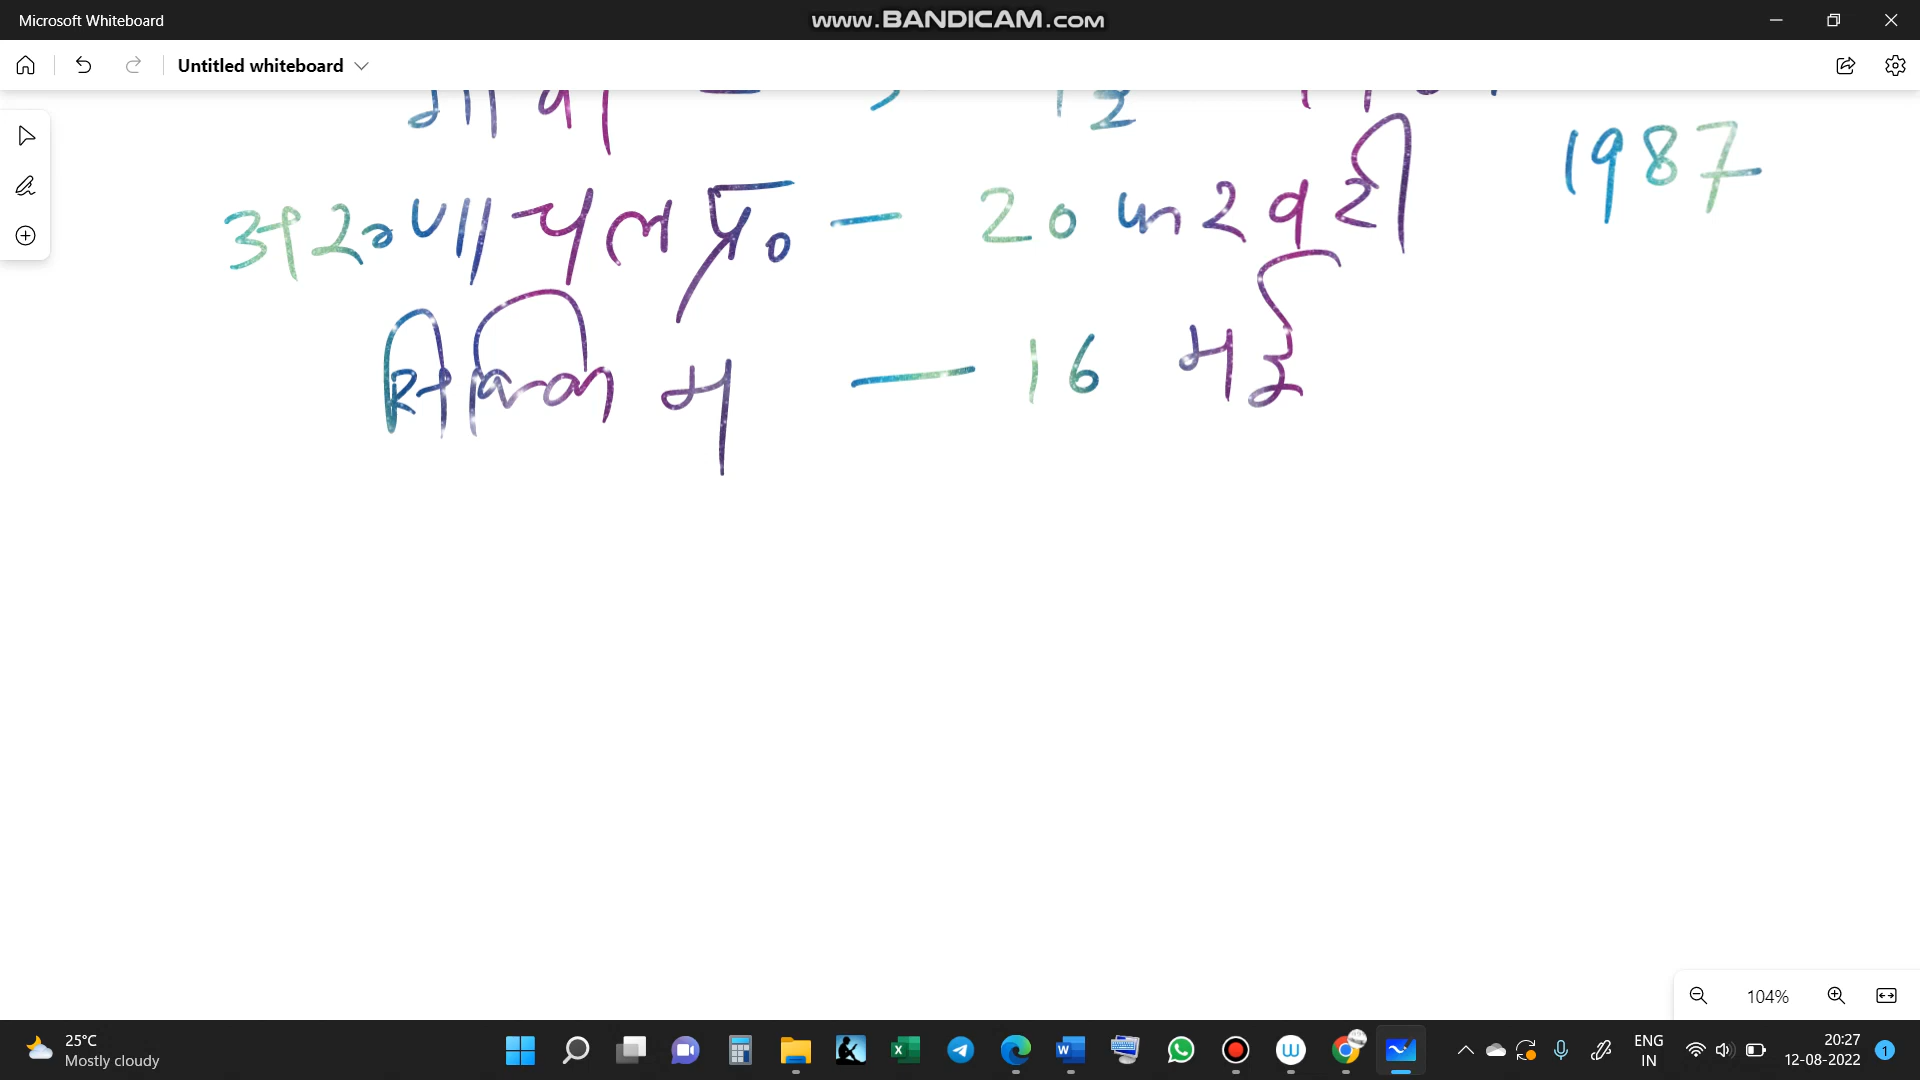 Microsoft Whiteboard
www.BANDICAM.com
Untitled whiteboard
1987
अरुणाचल प्र० — 20 फरवरी
सिक्किम — 16 मई
104%
25°C
Mostly cloudy
ENG
IN
20:27
12-08-2022
1